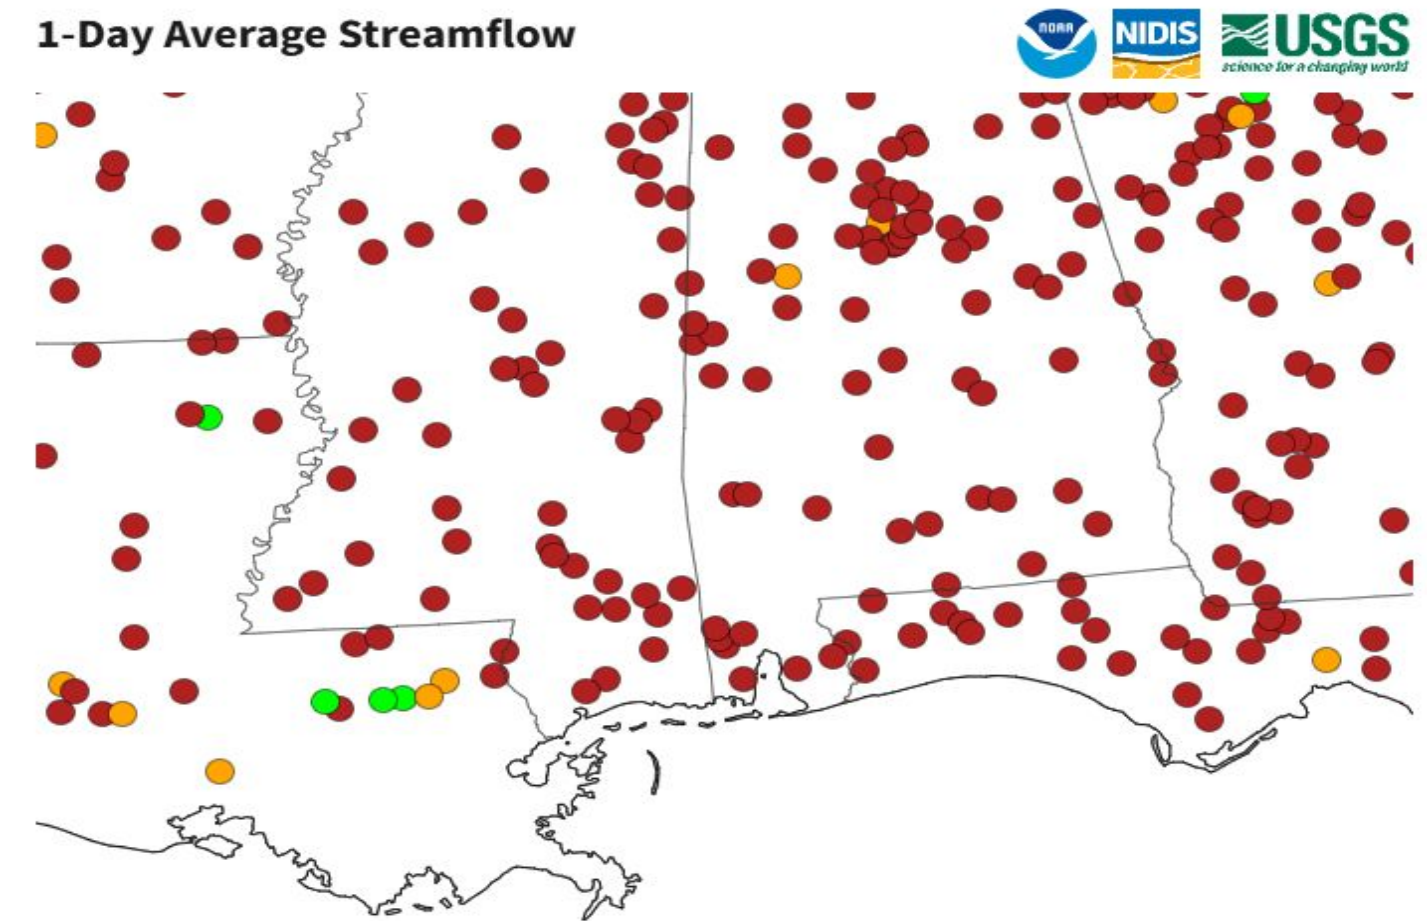 1-Day Average Streamflow
NOAA
NIDIS
USGS
science for a changing world